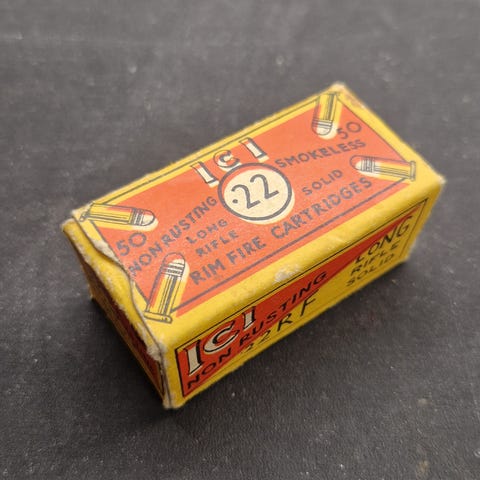 ICI
50 NON RUSTING .22 SMOKELESS 50
LONG RIFLE SOLID
RIM FIRE CARTRIDGES
ICI
NON RUSTING
LONG
RIFLE
SOLID
22 RF